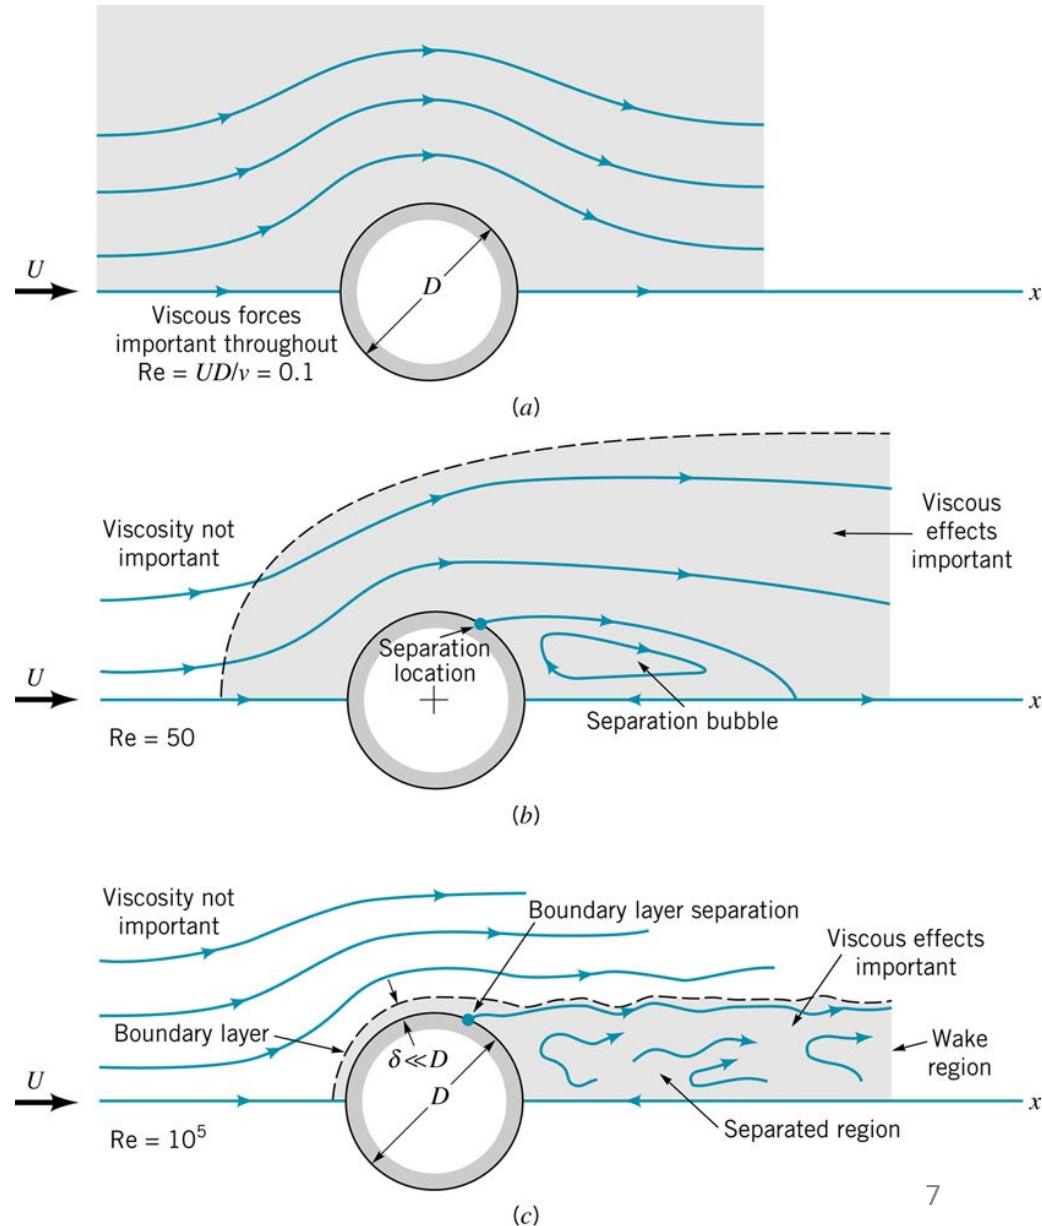 U
D
x
Viscous forces
important throughout
Re = UD/ν = 0.1
(a)
Viscosity not
important
Viscous
effects
important
Separation
location
U
x
Separation bubble
Re = 50
(b)
Viscosity not
important
Boundary layer separation
Viscous effects
important
Boundary layer
δ≪D
Wake
region
U
D
x
Separated region
Re = 10⁵
7
(c)